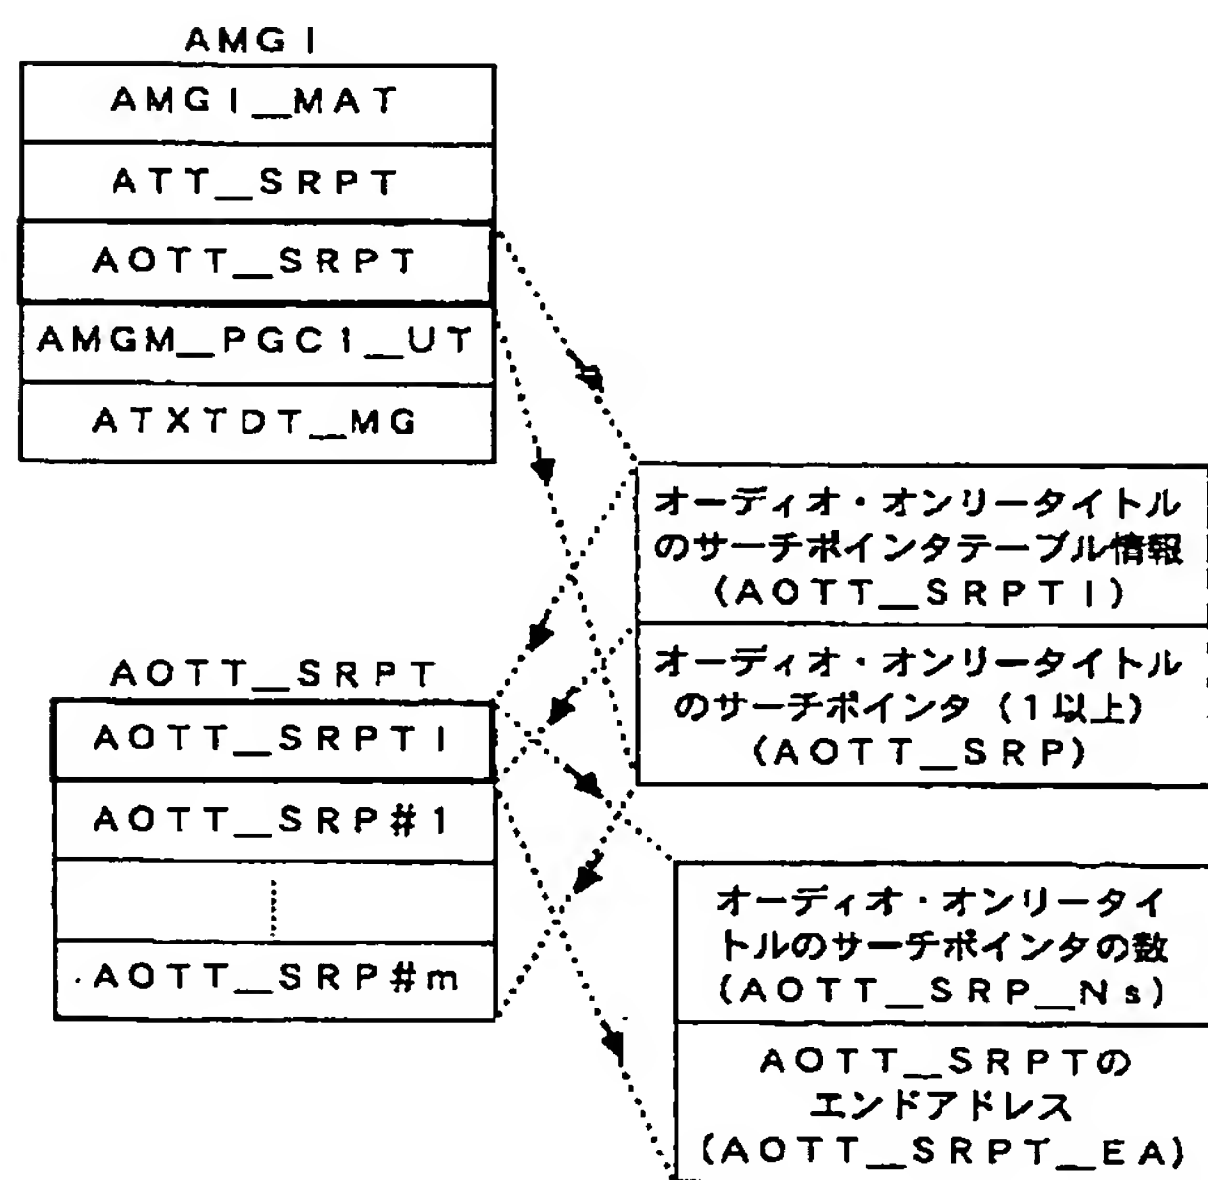 AMGI
AMGI_MAT
ATT_SRPT
AOTT_SRPT
AMGM_PGCI_UT
ATXTDT_MG
オーディオ・オンリータイトル
のサーチポインタテーブル情報
(AOTT_SRPTI)
オーディオ・オンリータイトル
のサーチポインタ(1以上)
(AOTT_SRP)
AOTT_SRPT
AOTT_SRPTI
AOTT_SRP#1
AOTT_SRP#m
オーディオ・オンリータイ
トルのサーチポインタの数
(AOTT_SRP_Ns)
AOTT_SRPTの
エンドアドレス
(AOTT_SRPT_EA)